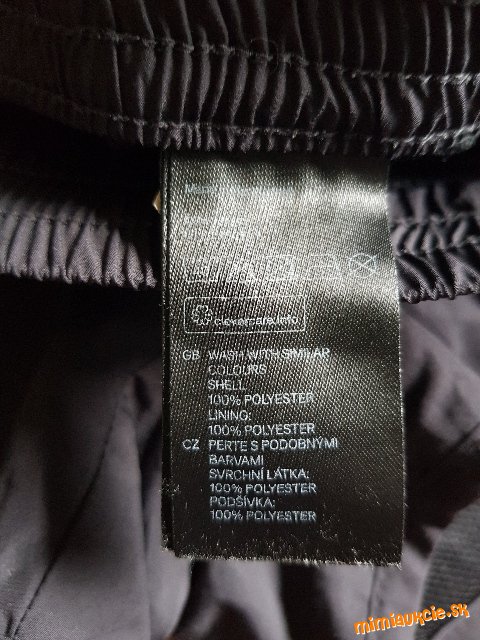 clevercare.info
GB WASH WITH SIMILAR
COLOURS
SHELL
100% POLYESTER
LINING:
100% POLYESTER
CZ PERTE S PODOBNÝMI
BARVAMI
SVRCHNÍ LÁTKA:
100% POLYESTER
PODŠÍVKA:
100% POLYESTER
mimiaukcie.sk